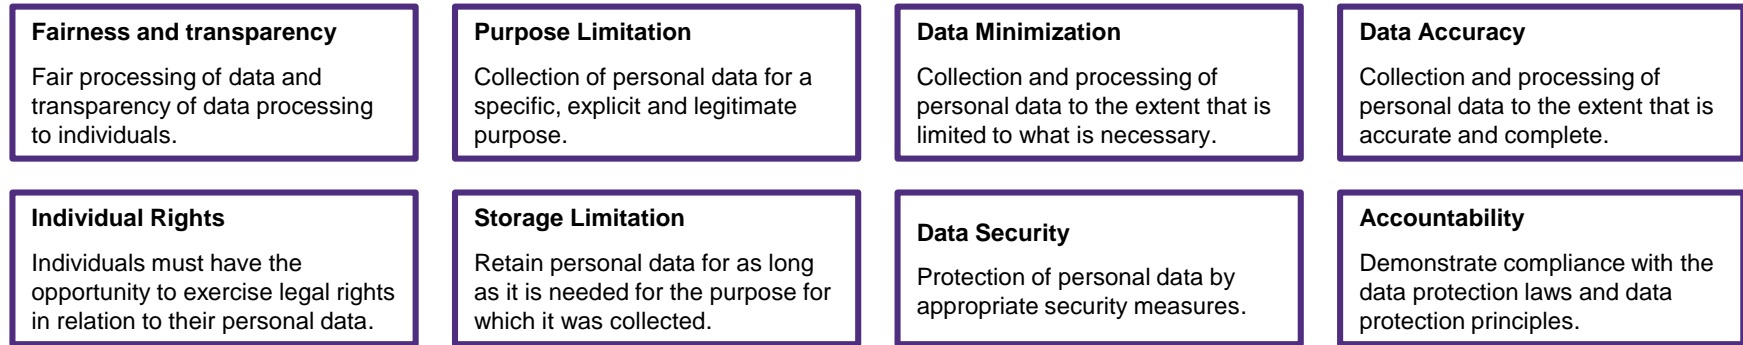 Fairness and transparency
Fair processing of data and
transparency of data processing
to individuals.
Purpose Limitation
Collection of personal data for a
specific, explicit and legitimate
purpose.
Data Minimization
Collection and processing of
personal data to the extent that is
limited to what is necessary.
Data Accuracy
Collection and processing of
personal data to the extent that is
accurate and complete.
Individual Rights
Individuals must have the
opportunity to exercise legal rights
in relation to their personal data.
Storage Limitation
Retain personal data for as long
as it is needed for the purpose for
which it was collected.
Data Security
Protection of personal data by
appropriate security measures.
Accountability
Demonstrate compliance with the
data protection laws and data
protection principles.